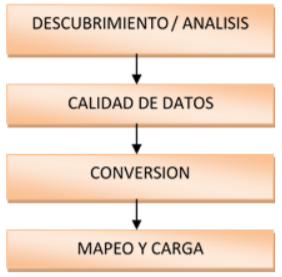 DESCUBRIMIENTO / ANALISIS
CALIDAD DE DATOS
CONVERSION
MAPEO Y CARGA